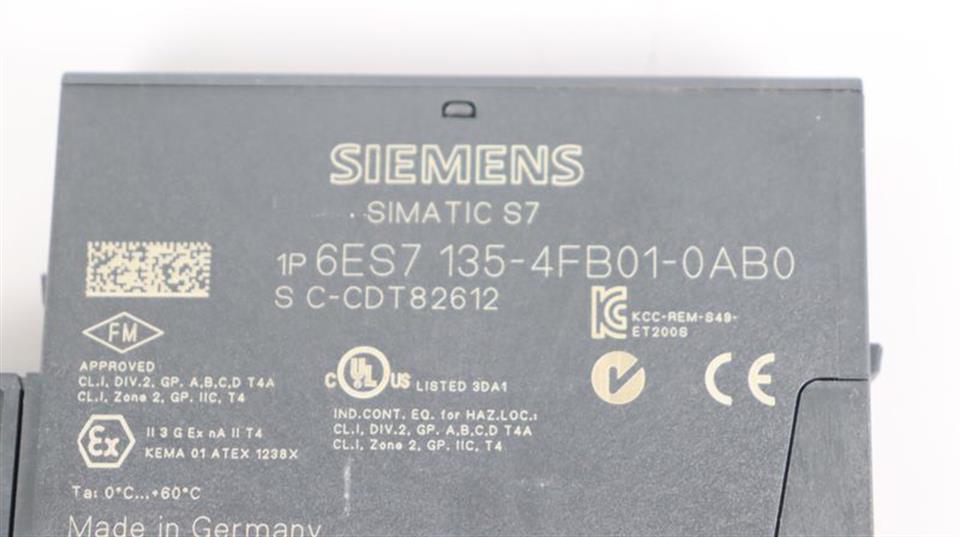 SIEMENS
SIMATIC S7
1P 6ES7 135-4FB01-0AB0
S C-CDT82612
KCC-REM-S49-
ET200S
FM
APPROVED
CL.I, DIV.2, GP. A,B,C,D T4A
CL.I, Zone 2, GP. IIC, T4
C UL US LISTED 3DA1
IND.CONT. EQ. for HAZ.LOC.:
CL.I, DIV.2, GP. A,B,C,D T4A
CL.I, Zone 2, GP. IIC, T4
CE
Ex II 3 G Ex nA II T4
KEMA 01 ATEX 1238X
Ta: 0°C...+60°C
Made in Germany